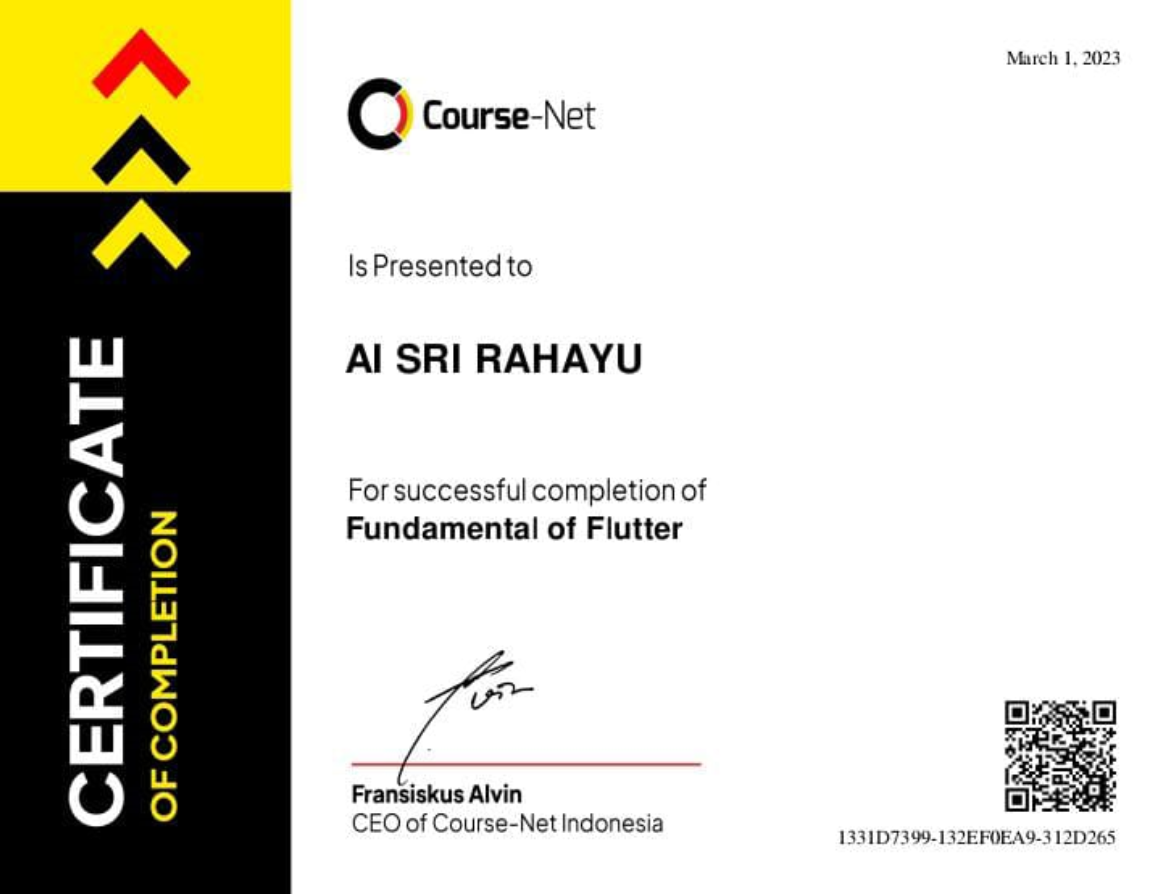 March 1, 2023
Course-Net
Is Presented to
AI SRI RAHAYU
For successful completion of
Fundamental of Flutter
Fransiskus Alvin
CEO of Course-Net Indonesia
1331D7399-132EF0EA9-312D265
CERTIFICATE
OF COMPLETION